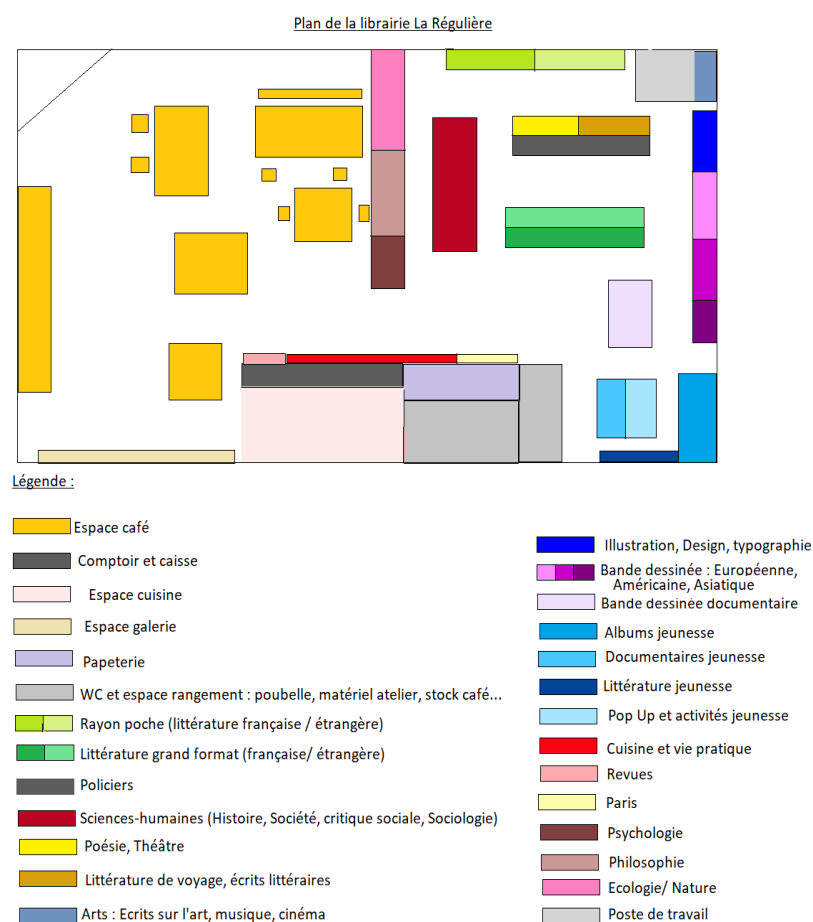 Plan de la librairie La Régulière
Légende :
Espace café
Comptoir et caisse
Espace cuisine
Espace galerie
Papeterie
WC et espace rangement : poubelle, matériel atelier, stock café...
Rayon poche (littérature française / étrangère)
Littérature grand format (française/ étrangère)
Policiers
Sciences-humaines (Histoire, Société, critique sociale, Sociologie)
Poésie, Théâtre
Littérature de voyage, écrits littéraires
Arts : Ecrits sur l'art, musique, cinéma
Illustration, Design, typographie
Bande dessinée : Européenne,
Américaine, Asiatique
Bande dessinée documentaire
Albums jeunesse
Documentaires jeunesse
Littérature jeunesse
Pop Up et activités jeunesse
Cuisine et vie pratique
Revues
Paris
Psychologie
Philosophie
Ecologie/ Nature
Poste de travail